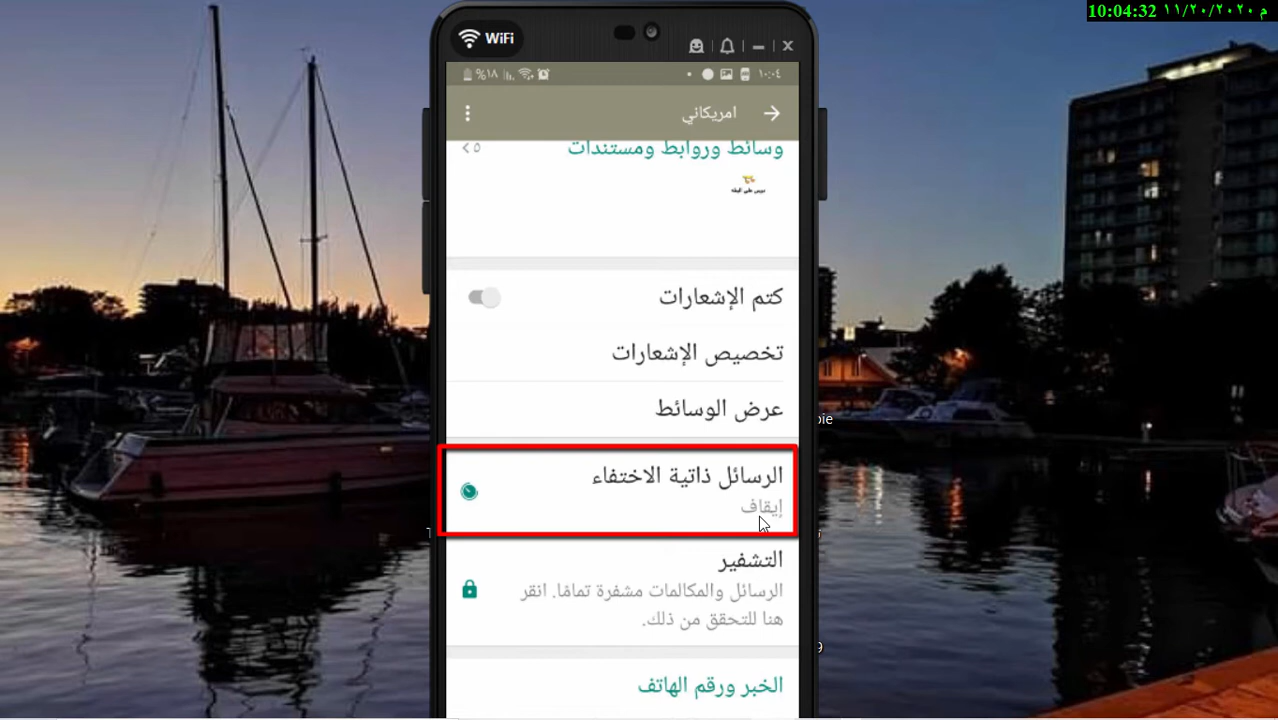 10:04:32 م ١١/٢٠/٢٠٢٠
WiFi
%١٨
١٠:٠٤
امريكاني
وسائط وروابط ومستندات
٥
كتم الإشعارات
تخصيص الإشعارات
عرض الوسائط
الرسائل ذاتية الاختفاء
إيقاف
التشفير
الرسائل والمكالمات مشفرة تمامًا. انقر
هنا للتحقق من ذلك.
الخبر ورقم الهاتف